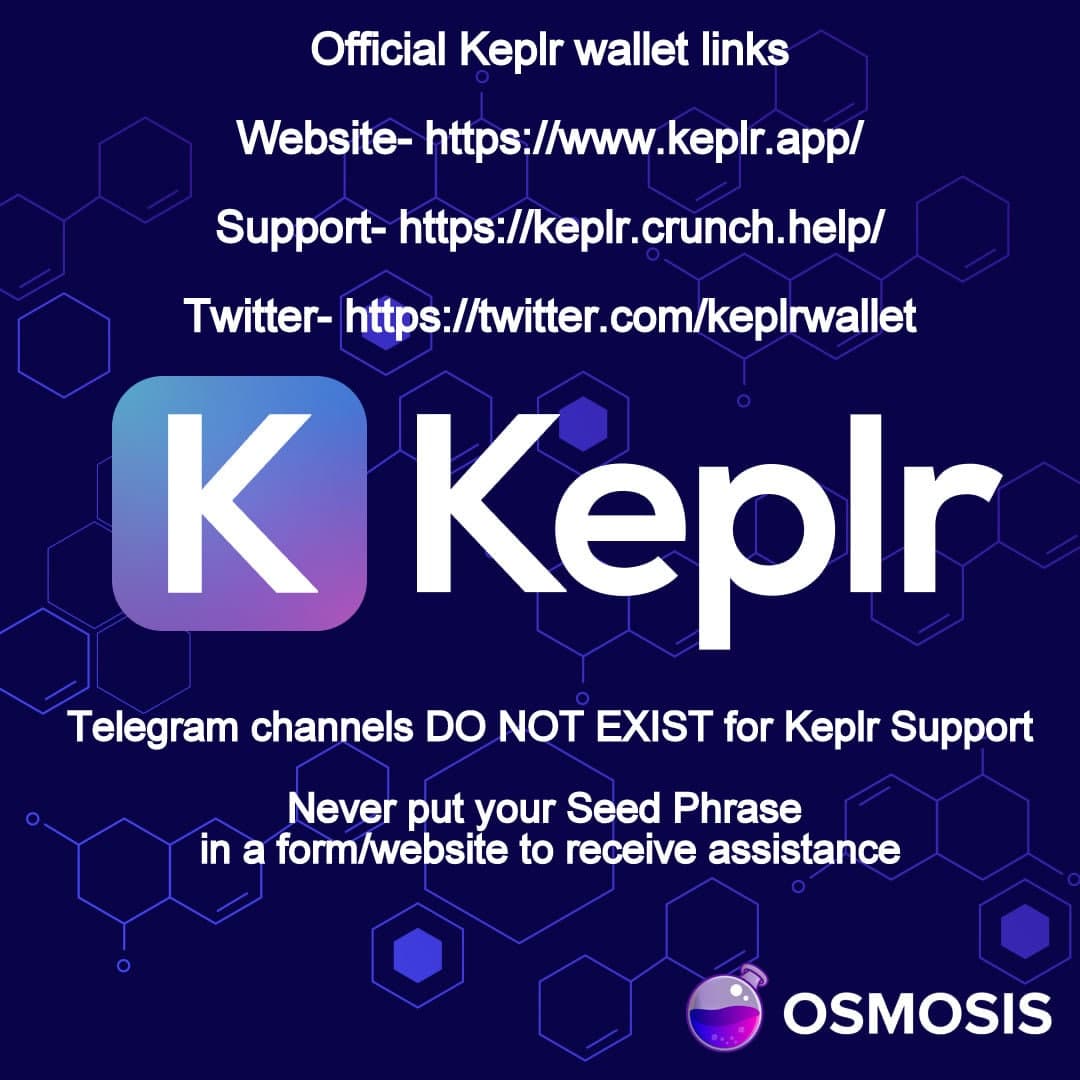 Official Keplr wallet links
Website- https://www.keplr.app/
Support- https://keplr.crunch.help/
Twitter- https://twitter.com/keplrwallet
K Keplr
Telegram channels DO NOT EXIST for Keplr Support
Never put your Seed Phrase
in a form/website to receive assistance
OSMOSIS